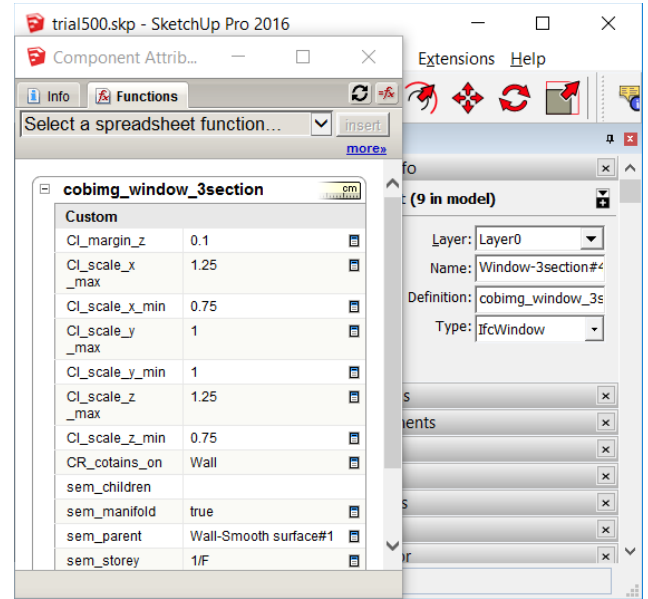 trial500.skp - SketchUp Pro 2016
Component Attrib...
Extensions Help
Info
Functions
=fx
Select a spreadsheet function...
insert
more»
fo
cobimg_window_3section
cm
(9 in model)
Custom
CI_margin_z 0.1
Layer: Layer0
CI_scale_x
_max 1.25
Name: Window-3section#4
CI_scale_x_min 0.75
Definition: cobimg_window_3s
CI_scale_y
_max 1
Type: IfcWindow
CI_scale_y_min 1
CI_scale_z
_max 1.25
s
nents
CI_scale_z_min 0.75
CR_cotains_on Wall
sem_children
sem_manifold true
s
sem_parent Wall-Smooth surface#1
sem_storey 1/F
or